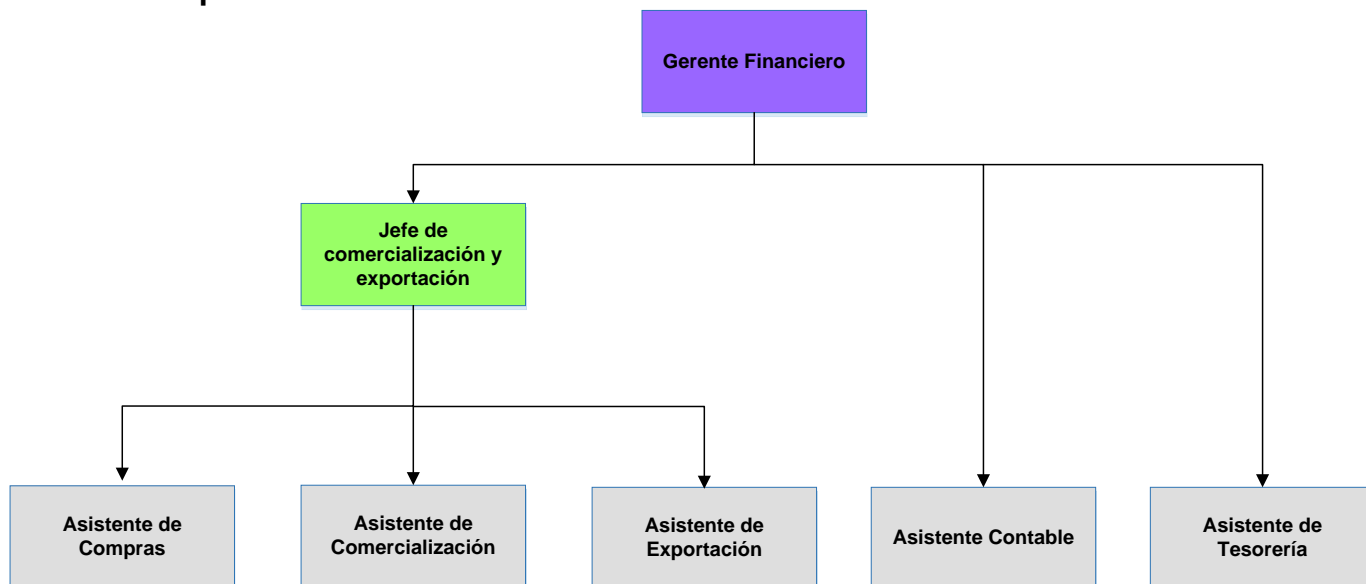 Gerente Financiero
Jefe de
comercialización y
exportación
Asistente de
Compras
Asistente de
Comercialización
Asistente de
Exportación
Asistente Contable
Asistente de
Tesorería